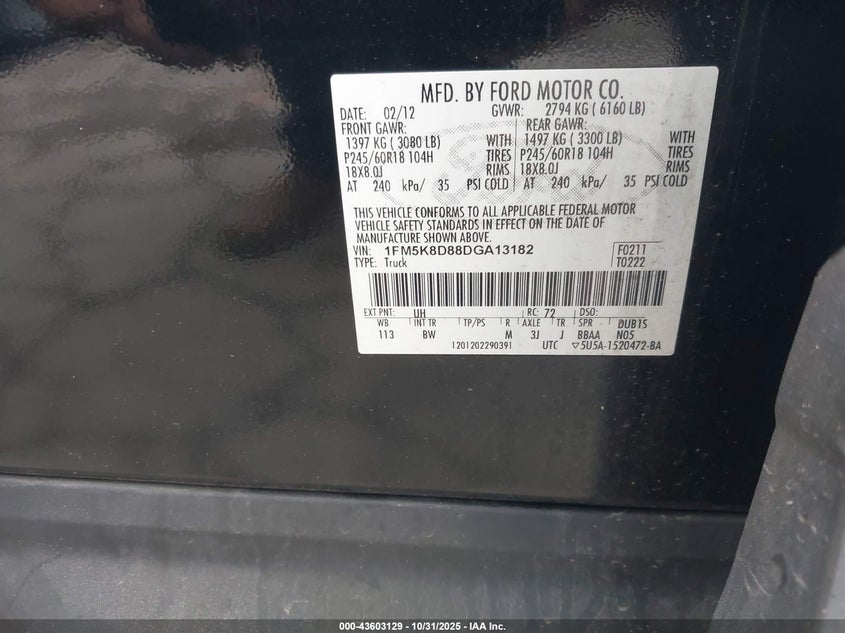 MFD. BY FORD MOTOR CO.
DATE: 02/12 GVWR: 2794 KG ( 6160 LB)
FRONT GAWR: REAR GAWR:
1397 KG ( 3080 LB) WITH 1497 KG ( 3300 LB) WITH
P245/60R18 104H TIRES P245/60R18 104H TIRES
18X8.0J RIMS 18X8.0J RIMS
AT 240 kPa/ 35 PSI COLD AT 240 kPa/ 35 PSI COLD
THIS VEHICLE CONFORMS TO ALL APPLICABLE FEDERAL MOTOR
VEHICLE SAFETY STANDARDS IN EFFECT ON THE DATE OF
MANUFACTURE SHOWN ABOVE.
VIN: 1FM5K8D88DGA13182 F0211
TYPE: Truck T0222
EXT PNT: UH RC: 72 DSO:
WB INT TR TP/PS R AXLE TR SPR DUBTS
113 BW M 3J J BBAA N05
1201202290391 UTC ▽5U5A-1520472-BA
000-43603129 - 10/31/2025 - IAA Inc.